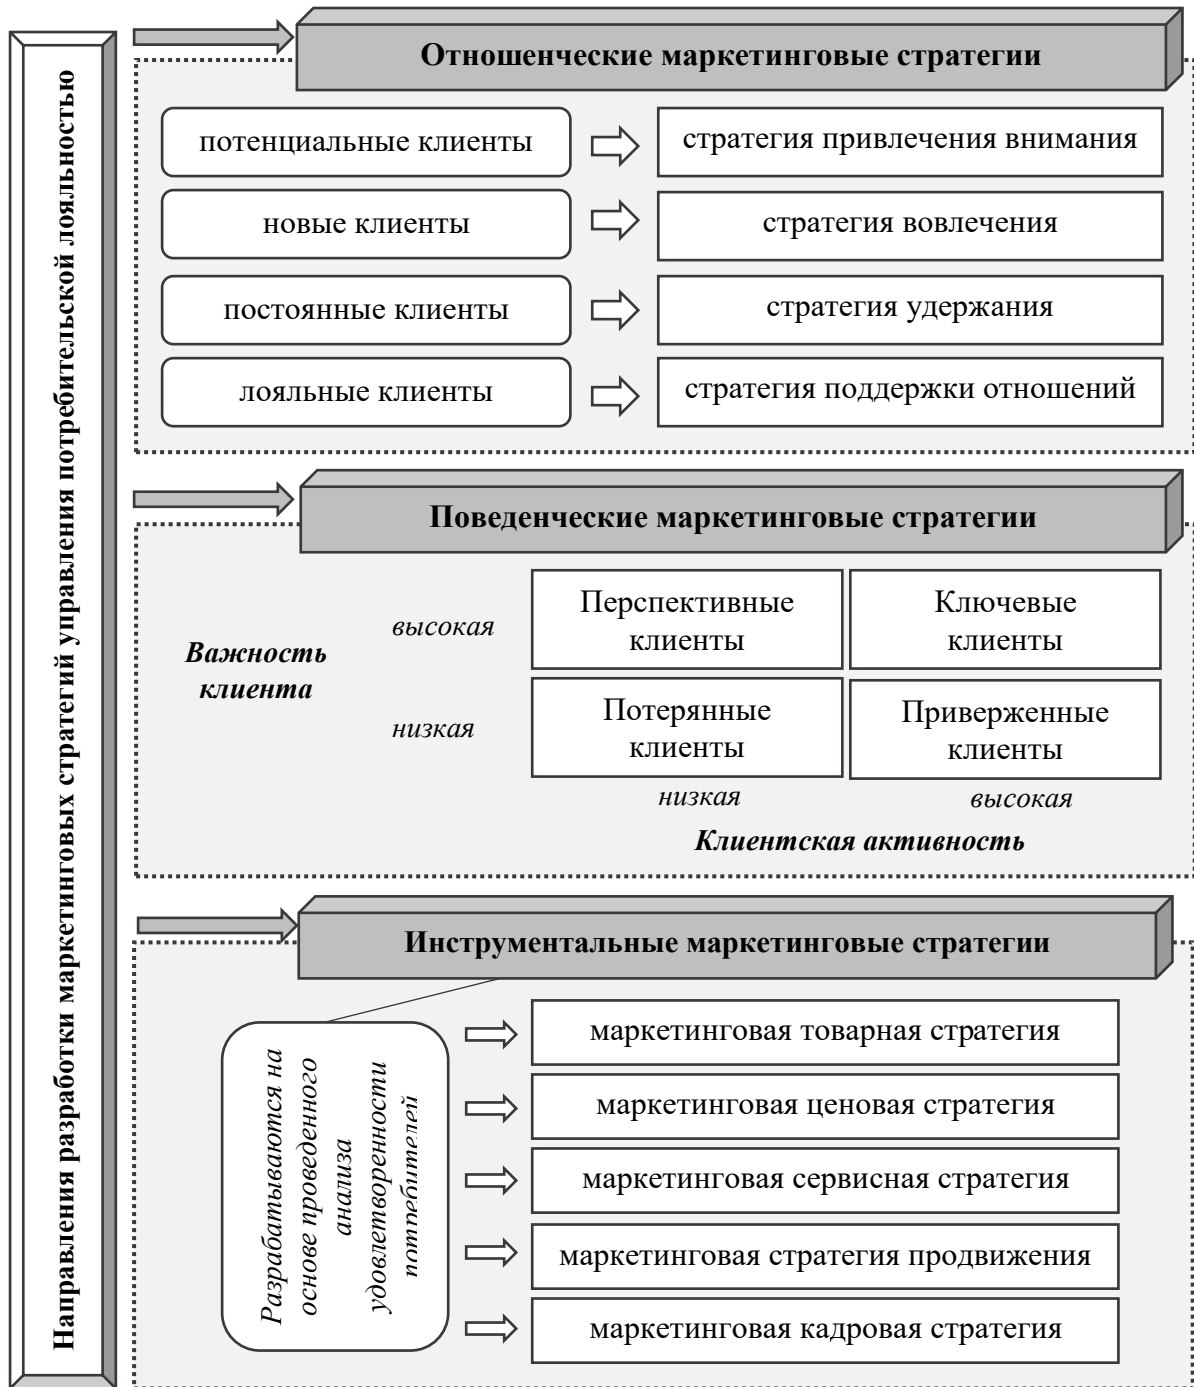 Направления разработки маркетинговых стратегий управления потребительской лояльностью
Отношенческие маркетинговые стратегии
потенциальные клиенты
стратегия привлечения внимания
новые клиенты
стратегия вовлечения
постоянные клиенты
стратегия удержания
лояльные клиенты
стратегия поддержки отношений
Поведенческие маркетинговые стратегии
Важность
клиента
высокая
Перспективные
клиенты
Ключевые
клиенты
низкая
Потерянные
клиенты
Приверженные
клиенты
низкая
высокая
Клиентская активность
Инструментальные маркетинговые стратегии
Разрабатываются на
основе проведенного
анализа
удовлетворенности
потребителей
маркетинговая товарная стратегия
маркетинговая ценовая стратегия
маркетинговая сервисная стратегия
маркетинговая стратегия продвижения
маркетинговая кадровая стратегия